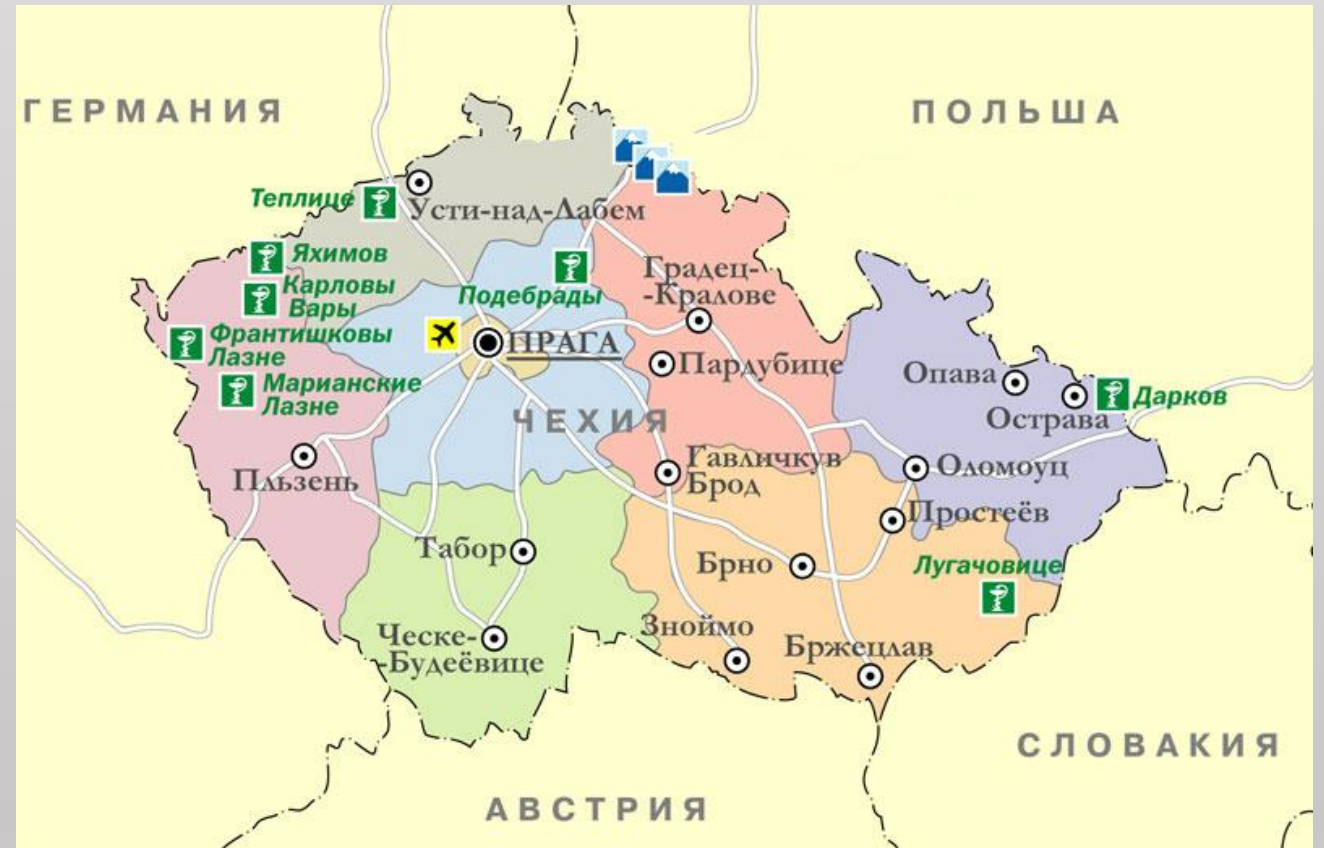 ГЕРМАНИЯ
ПОЛЬША
Теплице
Усти-над-Лабем
Яхимов
Карловы
Вары
Подебрады
Градец-
-Кралове
Франтишковы
Лазне
ПРАГА
Пардубице
Марианские
Лазне
ЧЕХИЯ
Опава
Острава
Дарков
Пльзень
Гавличкув
Брод
Оломоуц
Простеёв
Табор
Брно
Лугачовице
Ческе-
-Будеёвице
Зноймо
Бржецлав
СЛОВАКИЯ
АВСТРИЯ